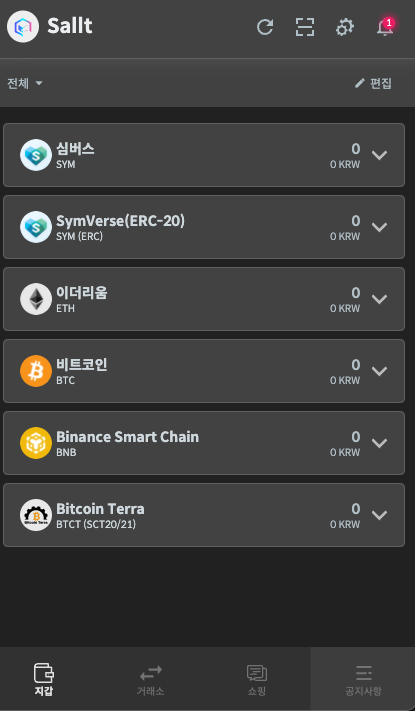 Sallt
1
전체
편집
심버스
0
SYM
0 KRW
SymVerse(ERC-20)
0
SYM (ERC)
0 KRW
이더리움
0
ETH
0 KRW
비트코인
0
BTC
0 KRW
Binance Smart Chain
0
BNB
0 KRW
Bitcoin Terra
0
Bitcoin Terra
BTCT (SCT20/21)
0 KRW
지갑
거래소
쇼핑
공지사항